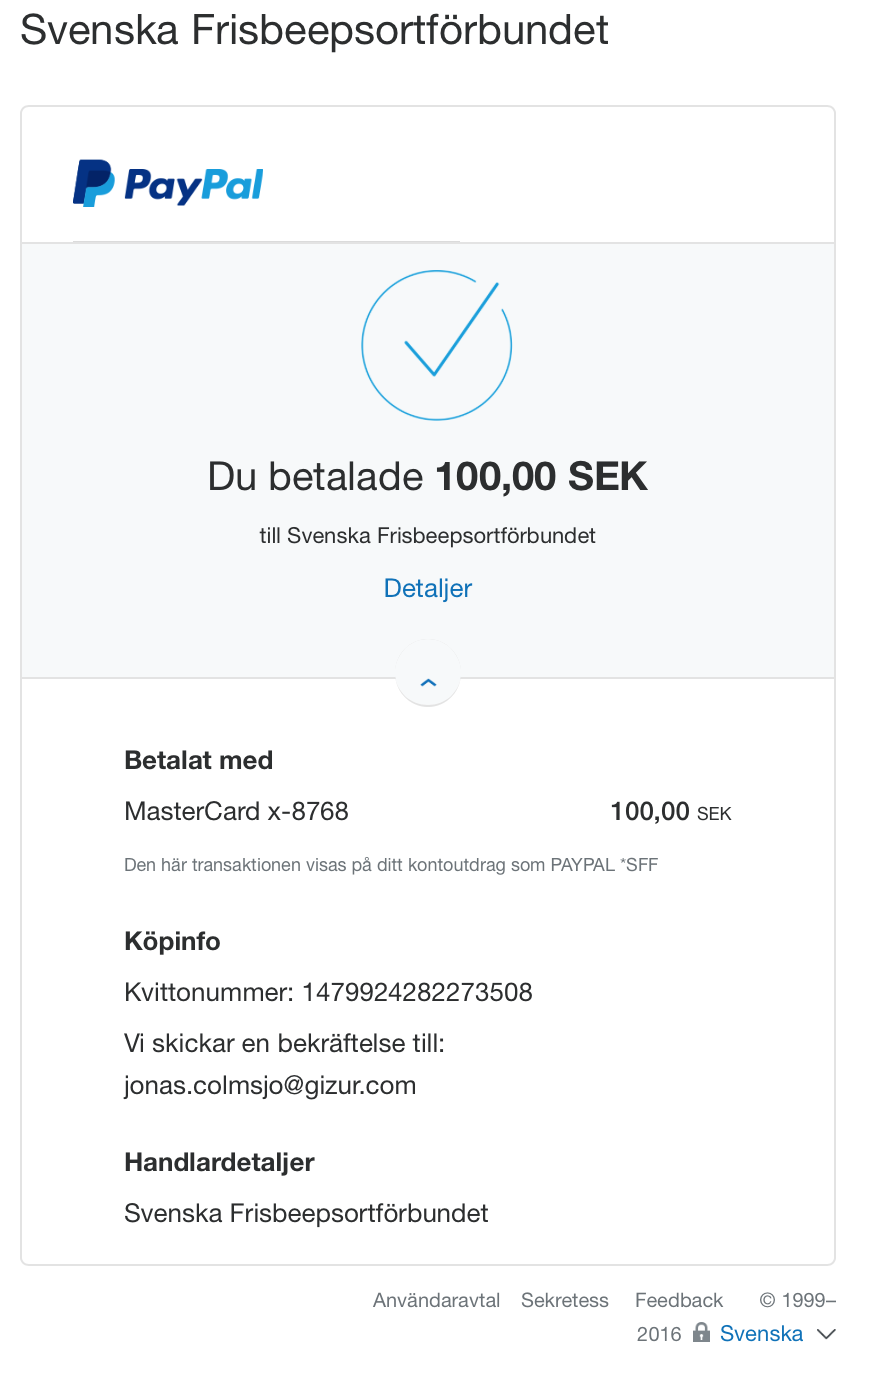 Svenska Frisbeepsortförbundet
PayPal
Du betalade 100,00 SEK
till Svenska Frisbeepsortförbundet
Detaljer
Betalat med
MasterCard x-8768 100,00 SEK
Den här transaktionen visas på ditt kontoutdrag som PAYPAL *SFF
Köpinfo
Kvittonummer: 1479924282273508
Vi skickar en bekräftelse till:
jonas.colmsjo@gizur.com
Handlardetaljer
Svenska Frisbeepsortförbundet
Användaravtal Sekretess Feedback © 1999–
2016 Svenska